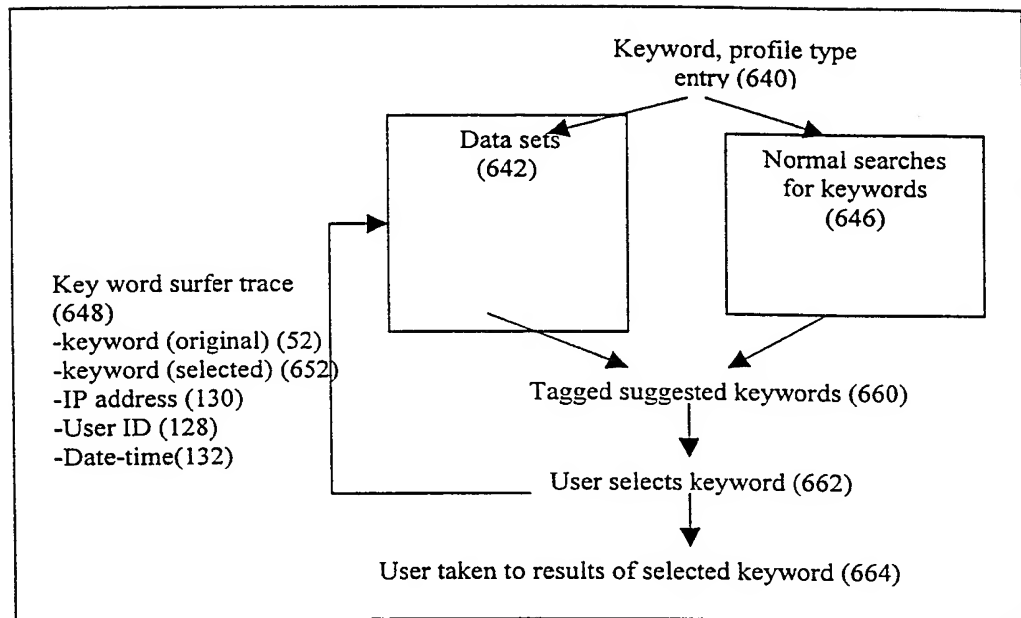 Keyword, profile type
entry (640)
Data sets
(642)
Normal searches
for keywords
(646)
Key word surfer trace
(648)
-keyword (original) (52)
-keyword (selected) (652)
-IP address (130)
-User ID (128)
-Date-time(132)
Tagged suggested keywords (660)
User selects keyword (662)
User taken to results of selected keyword (664)